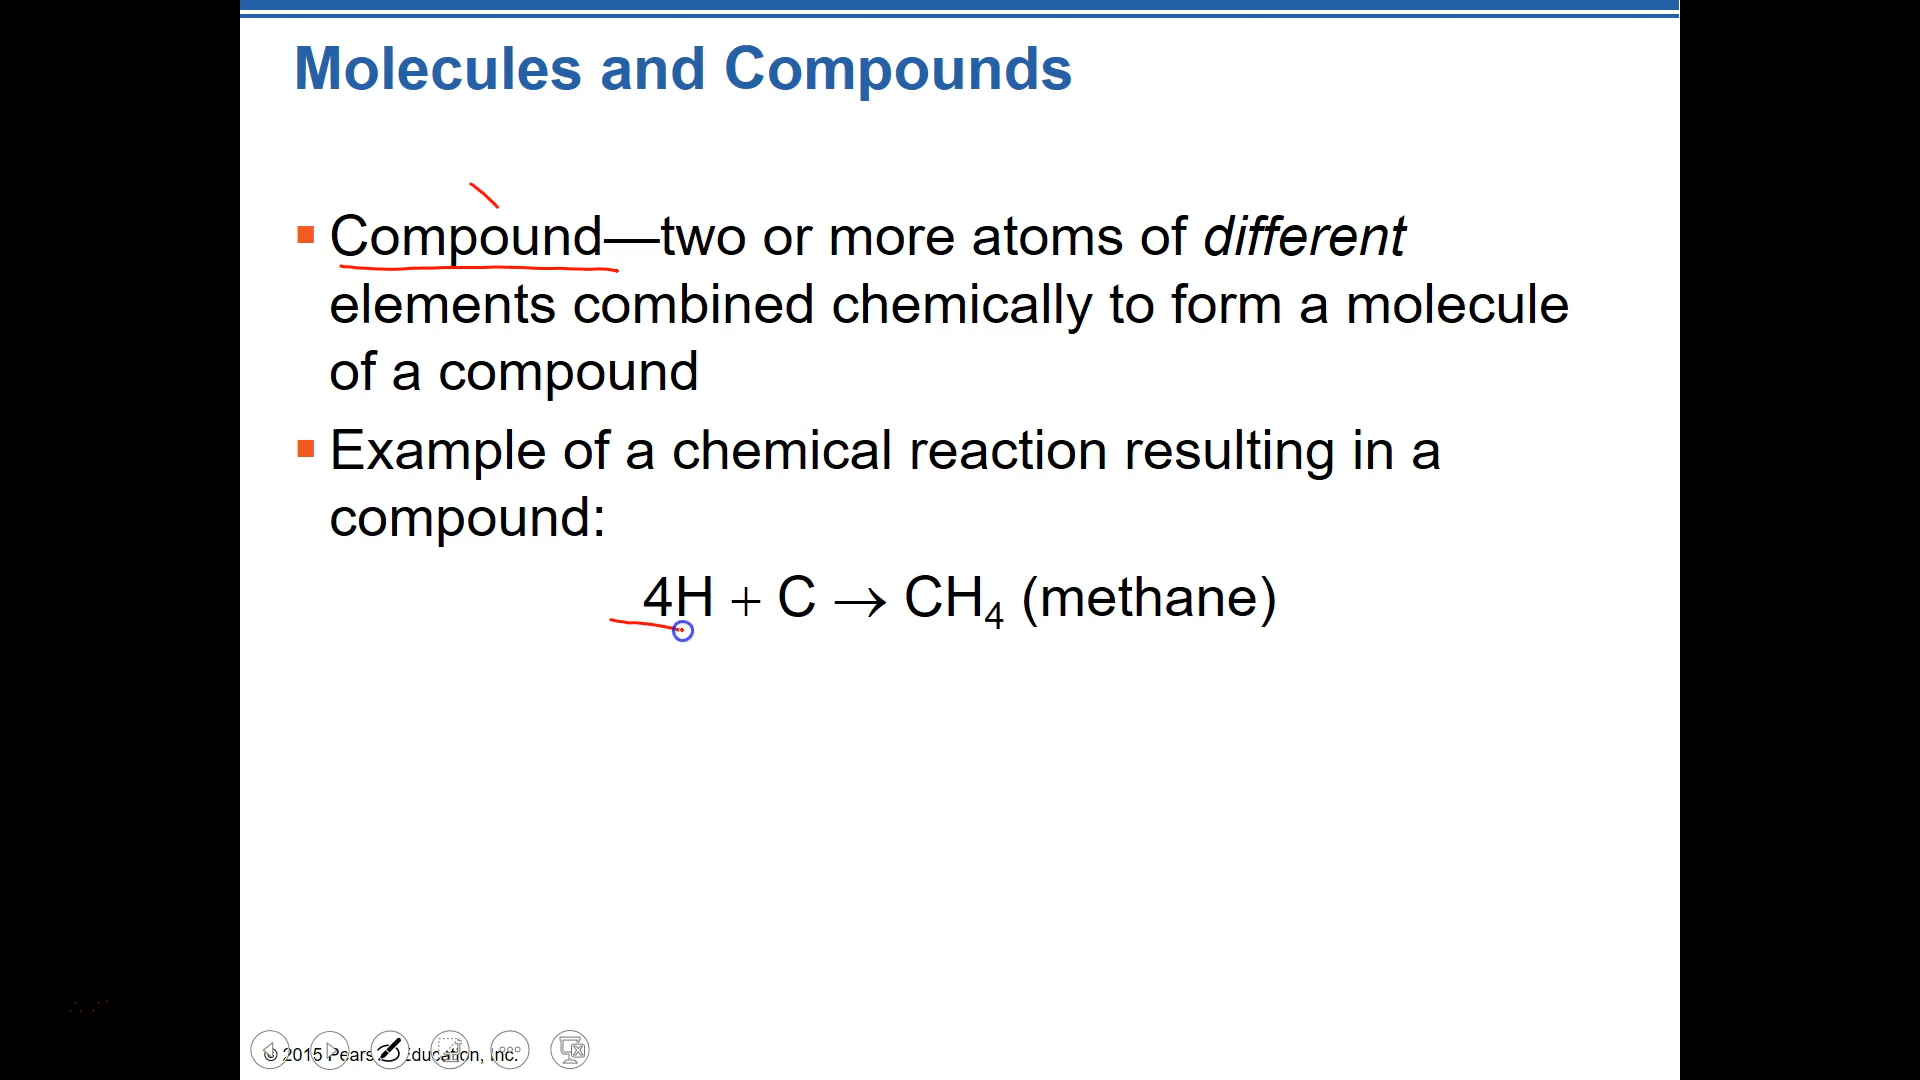 Molecules and Compounds
▪ Compound—two or more atoms of different
elements combined chemically to form a molecule
of a compound
▪ Example of a chemical reaction resulting in a
compound:
4H + C → CH₄ (methane)
© 2015 Pearson Education, Inc.